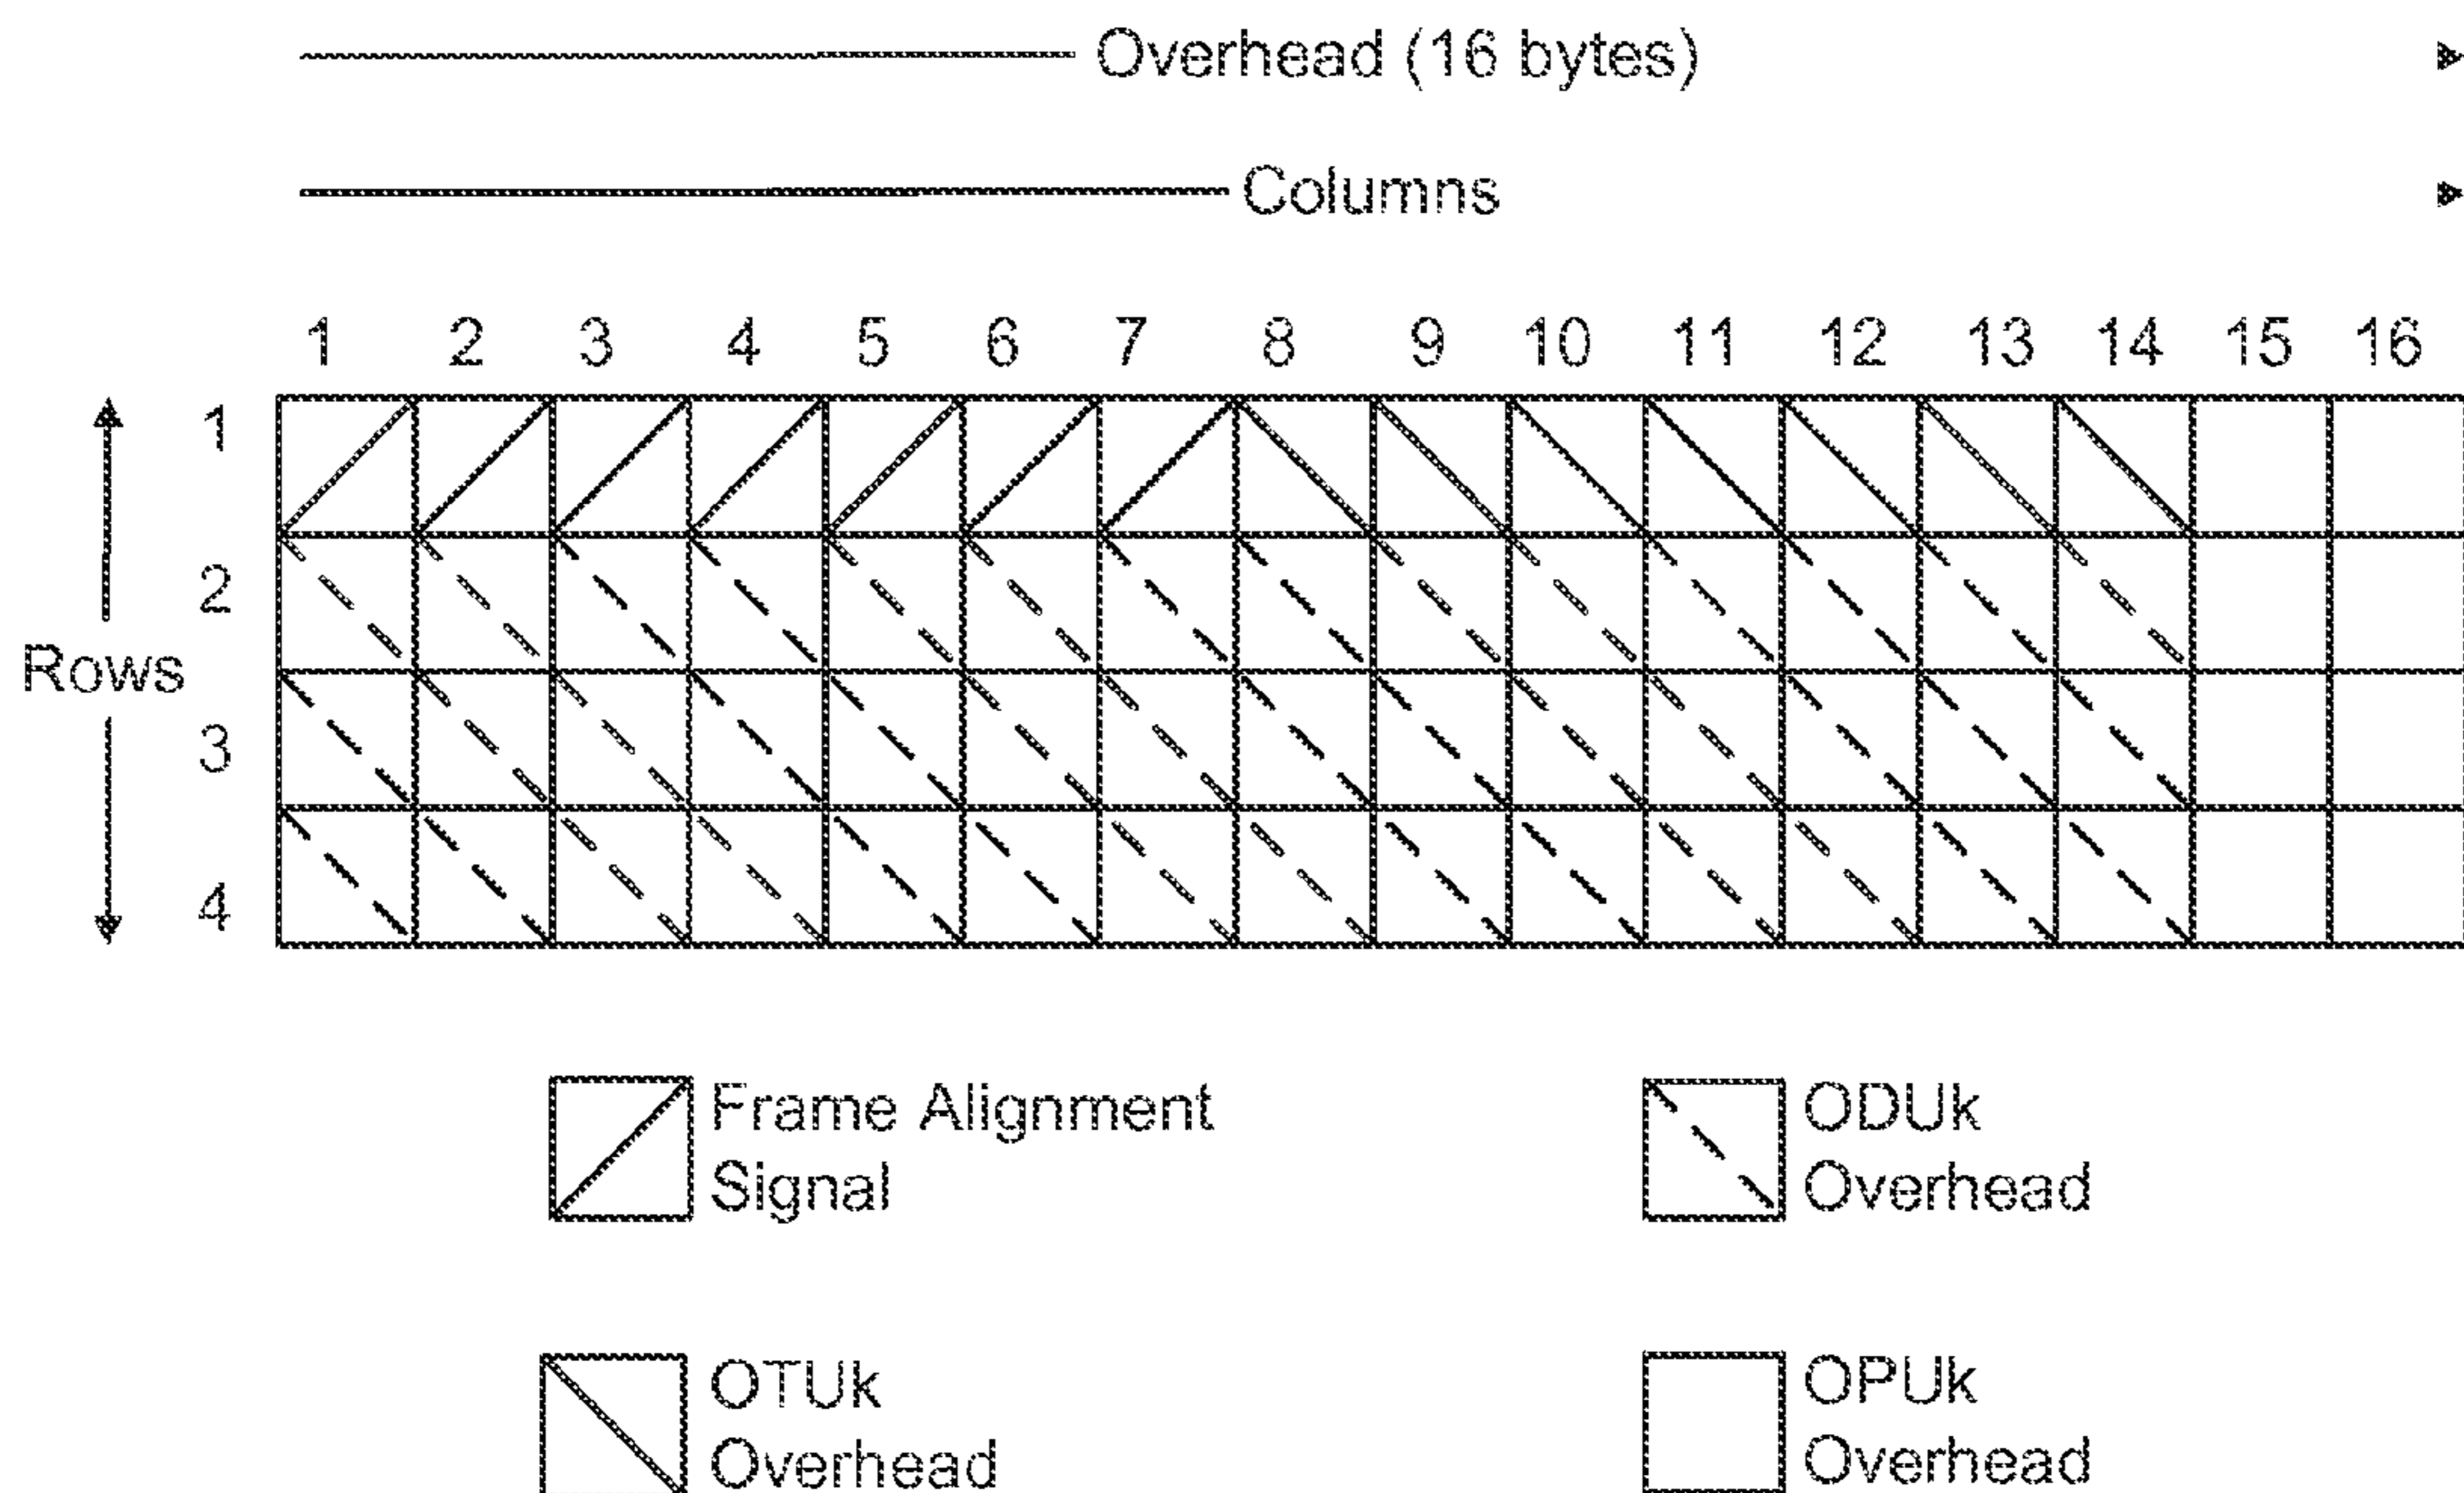 Overhead (16 bytes)
Columns
1 2 3 4 5 6 7 8 9 10 11 12 13 14 15 16
1
2
Rows
3
4
Frame Alignment
Signal
ODUk
Overhead
OTUk
Overhead
OPUk
Overhead